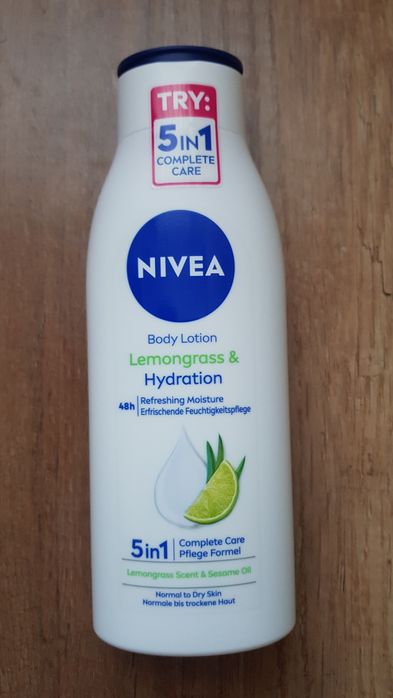 TRY:
5IN1
COMPLETE
CARE
NIVEA
Body Lotion
Lemongrass &
Hydration
48h Refreshing Moisture
Erfrischende Feuchtigkeitspflege
5in1 Complete Care
Pflege Formel
Lemongrass Scent & Sesame Oil
Normal to Dry Skin
Normale bis trockene Haut